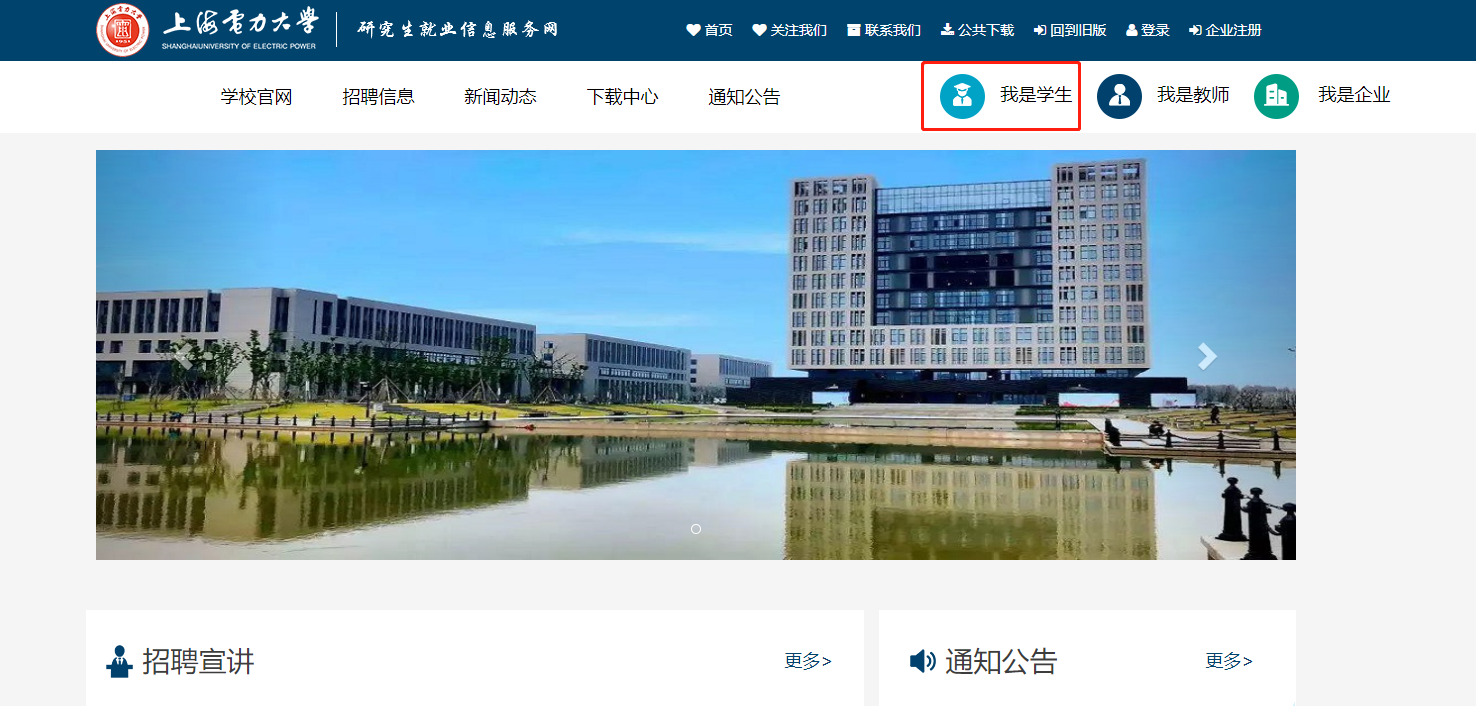 上海電力大學
SHANGHAIUNIVERSITY OF ELECTRIC POWER
研究生就业信息服务网
首页 关注我们 联系我们 公共下载 回到旧版 登录 企业注册
学校官网 招聘信息 新闻动态 下载中心 通知公告
我是学生 我是教师 我是企业
招聘宣讲 更多>
通知公告 更多>